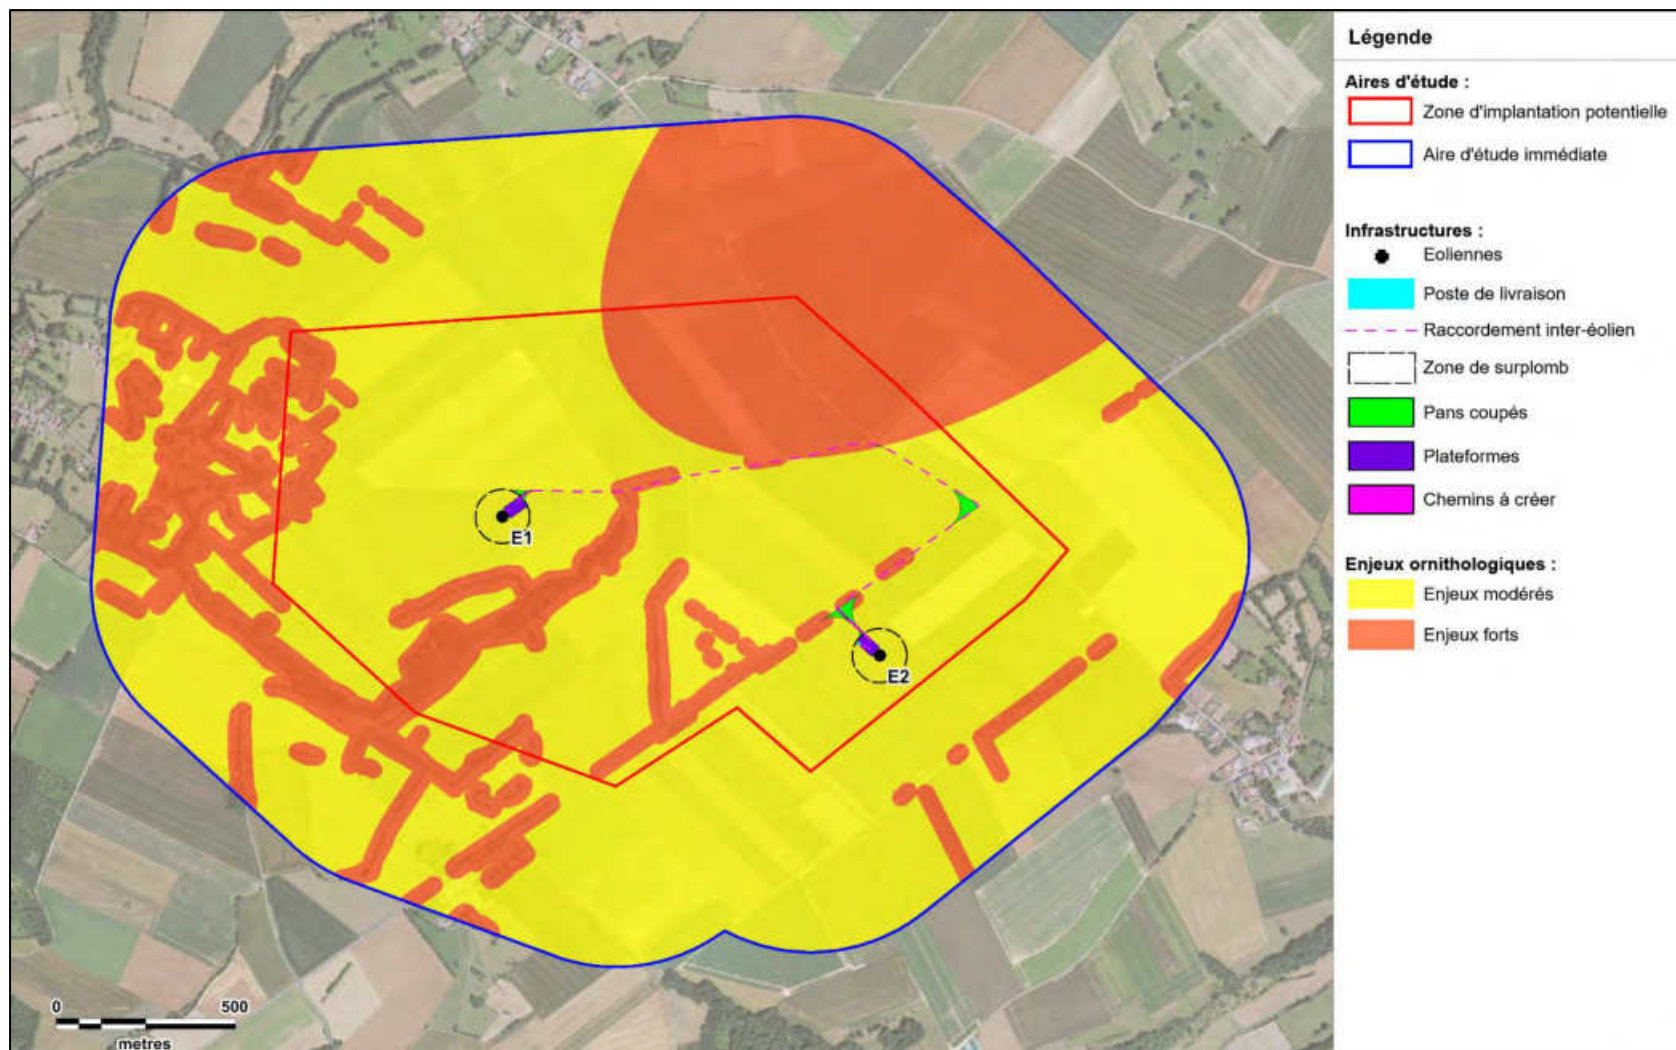 Légende
Aires d'étude :
Zone d'implantation potentielle
Aire d'étude immédiate
Infrastructures :
Eoliennes
Poste de livraison
Raccordement inter-éolien
Zone de surplomb
Pans coupés
Plateformes
Chemins à créer
Enjeux ornithologiques :
Enjeux modérés
Enjeux forts
E1
E2
0 500
metres